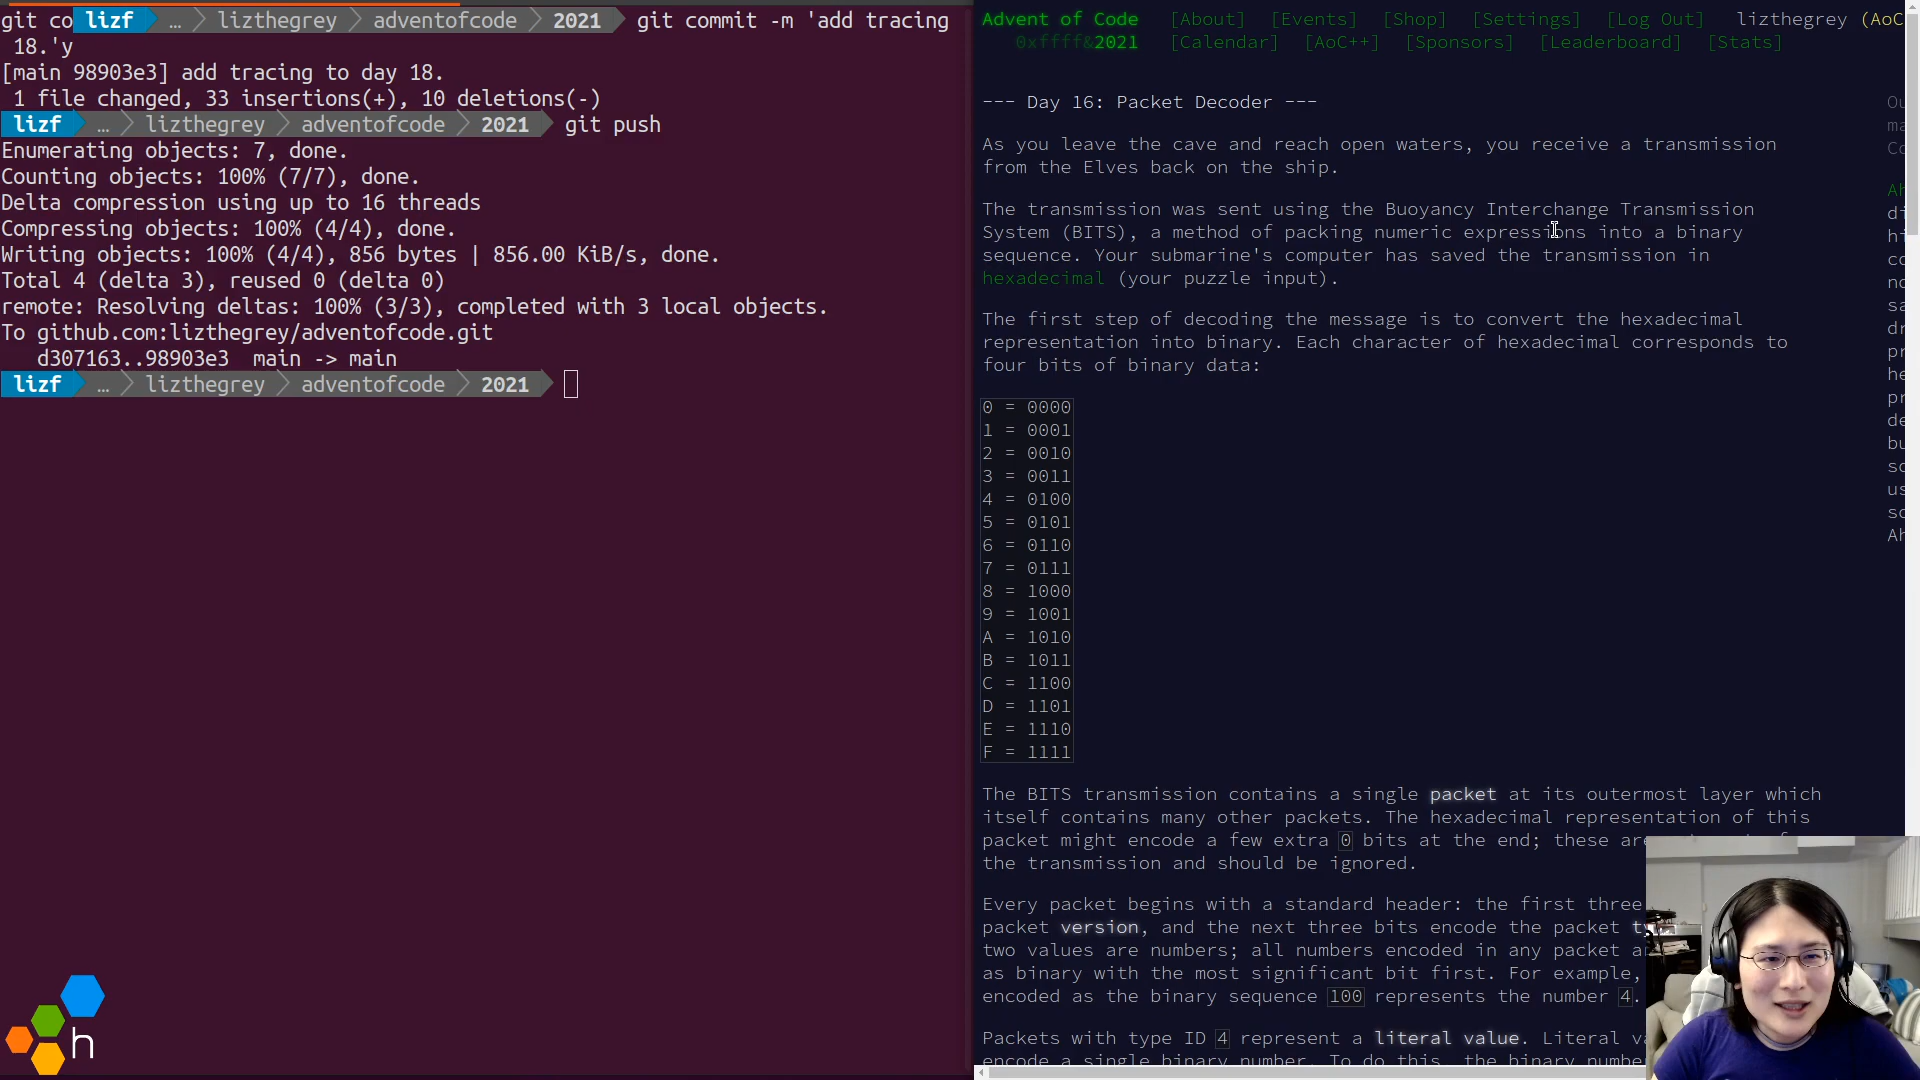 git co lizf … lizthegrey adventofcode 2021 git commit -m 'add tracing
18.'y
[main 98903e3] add tracing to day 18.
1 file changed, 33 insertions(+), 10 deletions(-)
lizf … lizthegrey adventofcode 2021 git push
Enumerating objects: 7, done.
Counting objects: 100% (7/7), done.
Delta compression using up to 16 threads
Compressing objects: 100% (4/4), done.
Writing objects: 100% (4/4), 856 bytes | 856.00 KiB/s, done.
Total 4 (delta 3), reused 0 (delta 0)
remote: Resolving deltas: 100% (3/3), completed with 3 local objects.
To github.com:lizthegrey/adventofcode.git
d307163..98903e3 main -> main
lizf … lizthegrey adventofcode 2021
h
Advent of Code [About] [Events] [Shop] [Settings] [Log Out] lizthegrey (AoC
0xffff&2021 [Calendar] [AoC++] [Sponsors] [Leaderboard] [Stats]
--- Day 16: Packet Decoder ---
As you leave the cave and reach open waters, you receive a transmission
from the Elves back on the ship.
The transmission was sent using the Buoyancy Interchange Transmission
System (BITS), a method of packing numeric expressions into a binary
sequence. Your submarine's computer has saved the transmission in
hexadecimal (your puzzle input).
The first step of decoding the message is to convert the hexadecimal
representation into binary. Each character of hexadecimal corresponds to
four bits of binary data:
0 = 0000
1 = 0001
2 = 0010
3 = 0011
4 = 0100
5 = 0101
6 = 0110
7 = 0111
8 = 1000
9 = 1001
A = 1010
B = 1011
C = 1100
D = 1101
E = 1110
F = 1111
The BITS transmission contains a single packet at its outermost layer which
itself contains many other packets. The hexadecimal representation of this
packet might encode a few extra 0 bits at the end; these
the transmission and should be ignored.
Every packet begins with a standard header: the first three
packet version, and the next three bits encode the packet
two values are numbers; all numbers encoded in any packet
as binary with the most significant bit first. For example,
encoded as the binary sequence 100 represents the number 4.
Packets with type ID 4 represent a literal value. Literal
encode a single binary number. To do this, the binary